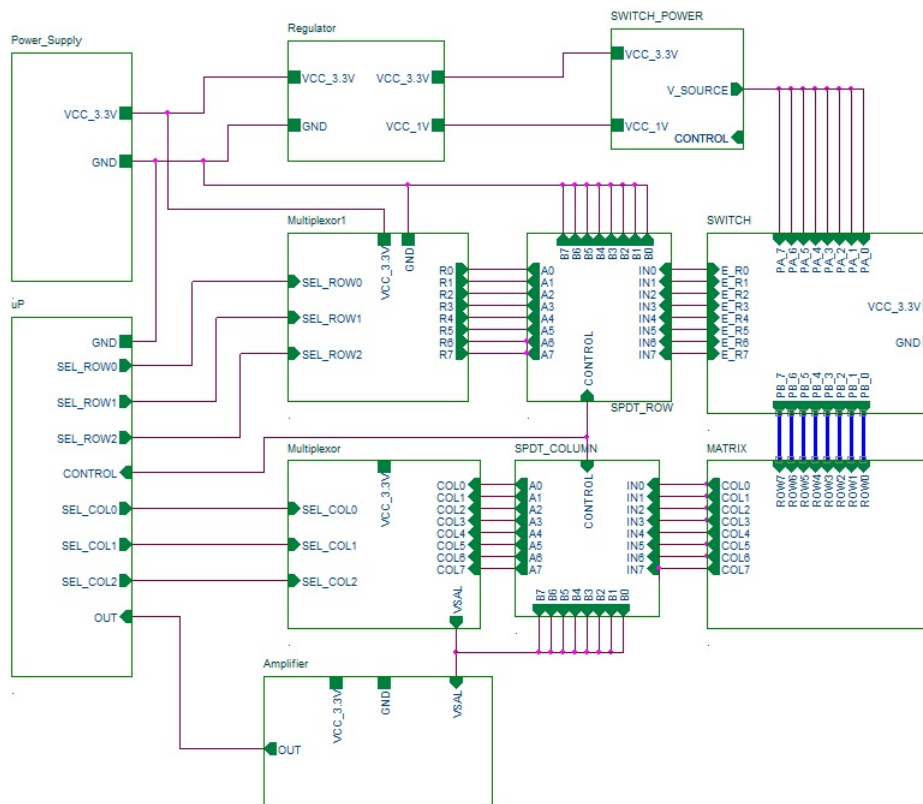 Power_Supply
VCC_3.3V
GND
Regulator
VCC_3.3V
GND
VCC_3.3V
VCC_1V
SWITCH_POWER
VCC_3.3V
V_SOURCE
VCC_1V
CONTROL
Multiplexor1
VCC_3.3V
GND
SEL_ROW0
SEL_ROW1
SEL_ROW2
R0
R1
R2
R3
R4
R5
R6
R7
B7
B6
B5
B4
B3
B2
B1
B0
A0
A1
A2
A3
A4
A5
A6
A7
IN0
IN1
IN2
IN3
IN4
IN5
IN6
IN7
CONTROL
SPDT_ROW
SWITCH
PA_7
PA_6
PA_5
PA_4
PA_3
PA_2
PA_1
PA_0
E_R0
E_R1
E_R2
E_R3
E_R4
E_R5
E_R6
E_R7
VCC_3.3V
GND
PB_7
PB_6
PB_5
PB_4
PB_3
PB_2
PB_1
PB_0
uP
GND
SEL_ROW0
SEL_ROW1
SEL_ROW2
CONTROL
SEL_COL0
SEL_COL1
SEL_COL2
OUT
Multiplexor
VCC_3.3V
SEL_COL0
SEL_COL1
SEL_COL2
COL0
COL1
COL2
COL3
COL4
COL5
COL6
COL7
VSAL
SPDT_COLUMN
CONTROL
A0
A1
A2
A3
A4
A5
A6
A7
IN0
IN1
IN2
IN3
IN4
IN5
IN6
IN7
B7
B6
B5
B4
B3
B2
B1
B0
MATRIX
ROW7
ROW6
ROW5
ROW4
ROW3
ROW2
ROW1
ROW0
COL0
COL1
COL2
COL3
COL4
COL5
COL6
COL7
Amplifier
VCC_3.3V
GND
VSAL
OUT